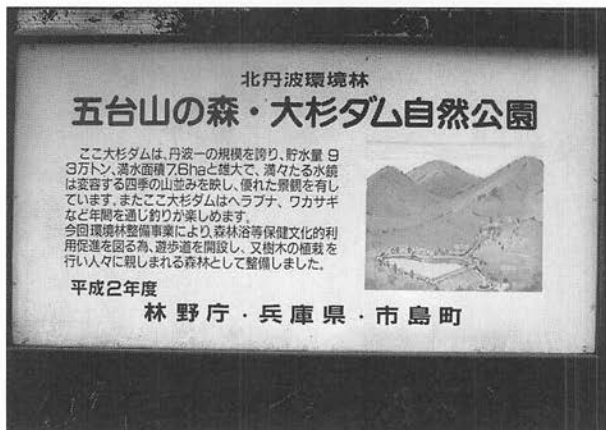 北丹波環境林
五台山の森・大杉ダム自然公園
ここ大杉ダムは、丹波一の規模を誇り、貯水量9
3万トン、満水面積7.6haと雄大で、満々たる水鏡
は変容する四季の山並みを映し、優れた景観を有し
ています。またここ大杉ダムはヘラブナ、ワカサギ
など年間を通じ釣りが楽しめます。
今回環境林整備事業により、森林浴等保健文化的利
用促進を図る為、遊歩道を開設し、又樹木の植栽を
行い人々に親しまれる森林として整備しました。
平成2年度
林野庁・兵庫県・市島町